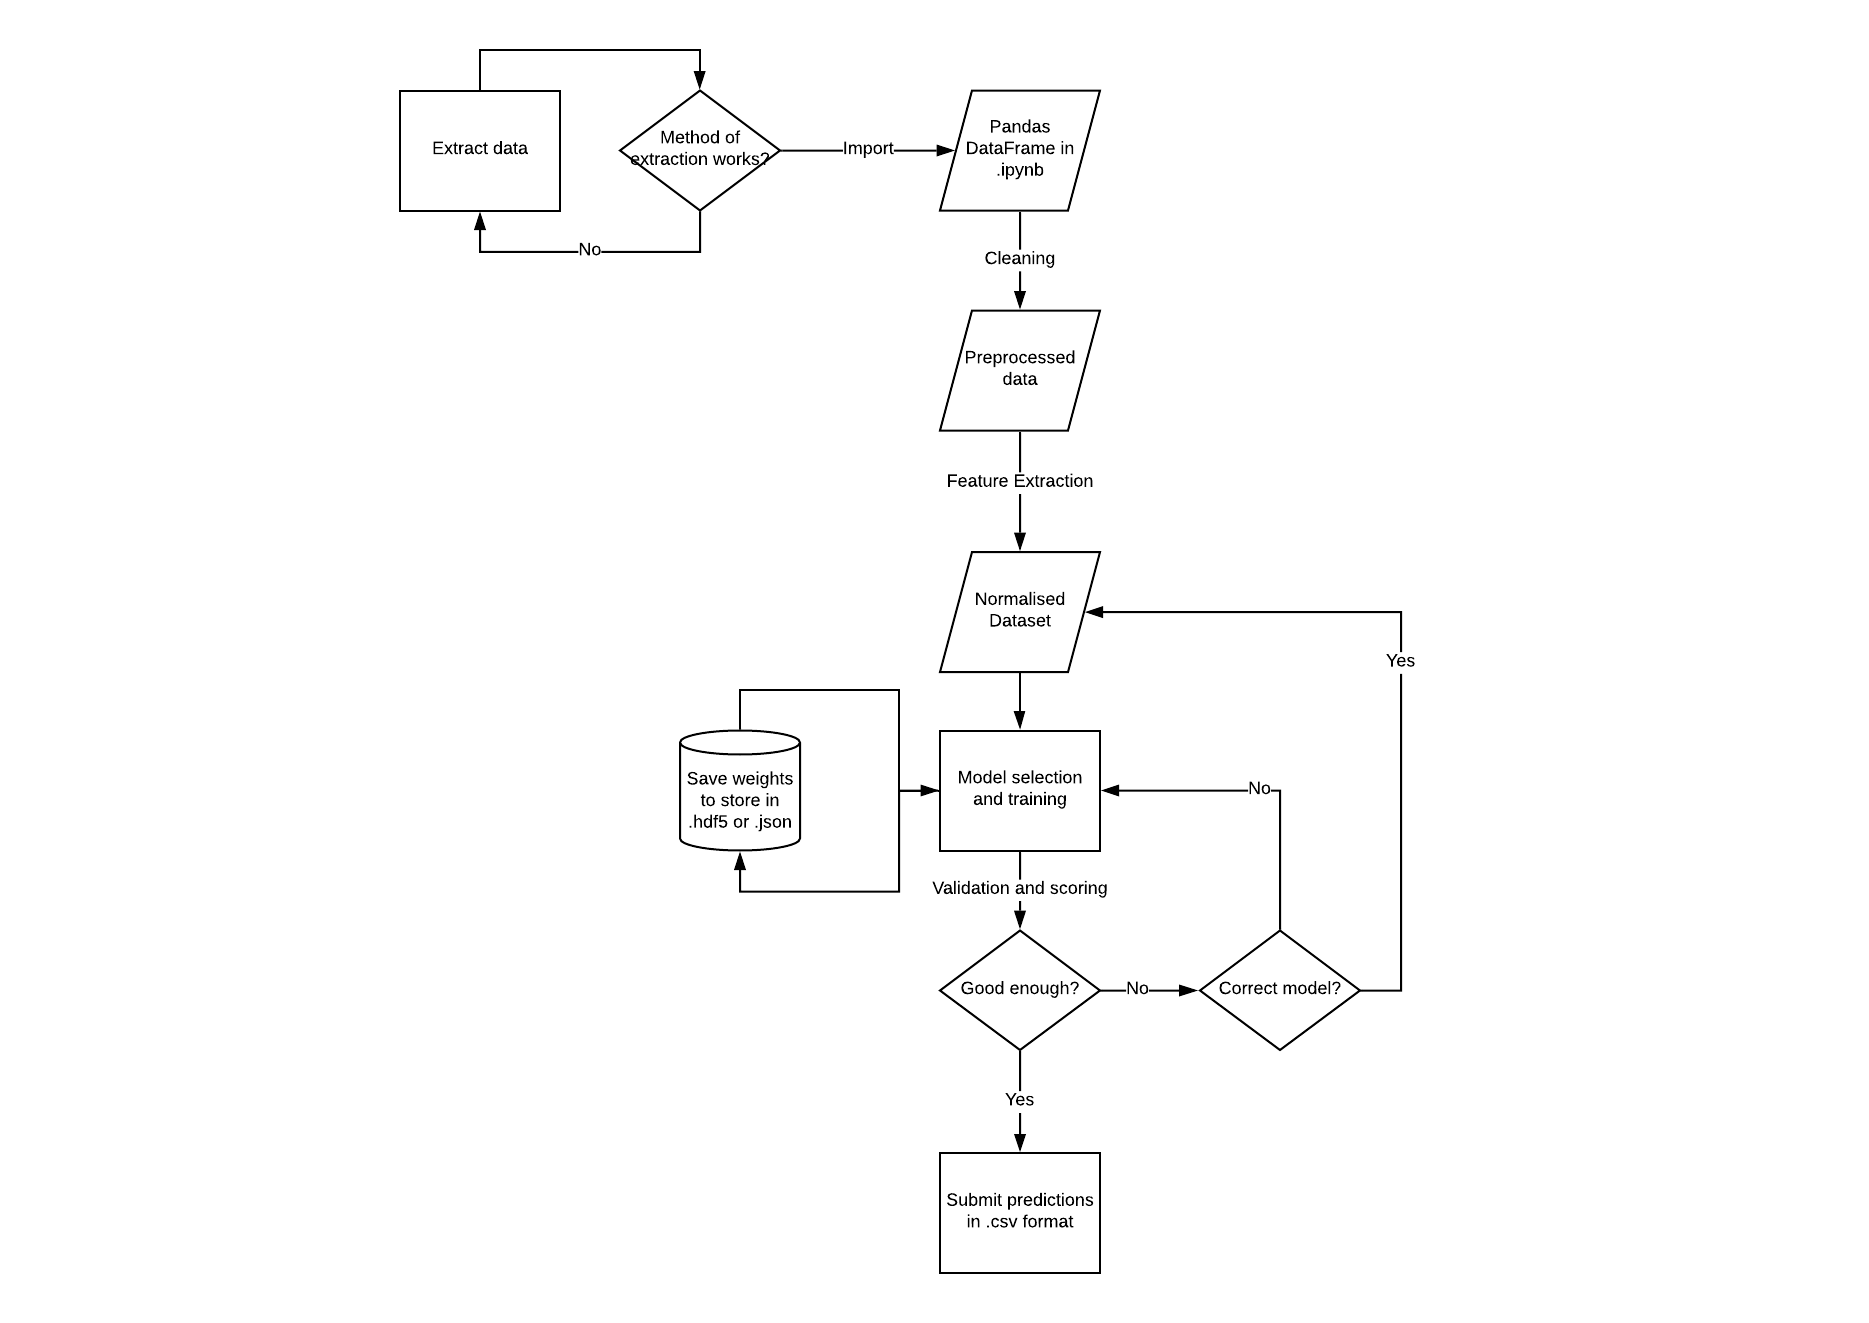 Extract data
Method of
extraction works?
Import
No
Pandas
DataFrame in
.ipynb
Cleaning
Preprocessed
data
Feature Extraction
Normalised
Dataset
Yes
Save weights
to store in
.hdf5 or .json
Model selection
and training
No
Validation and scoring
Good enough?
No
Correct model?
Yes
Submit predictions
in .csv format